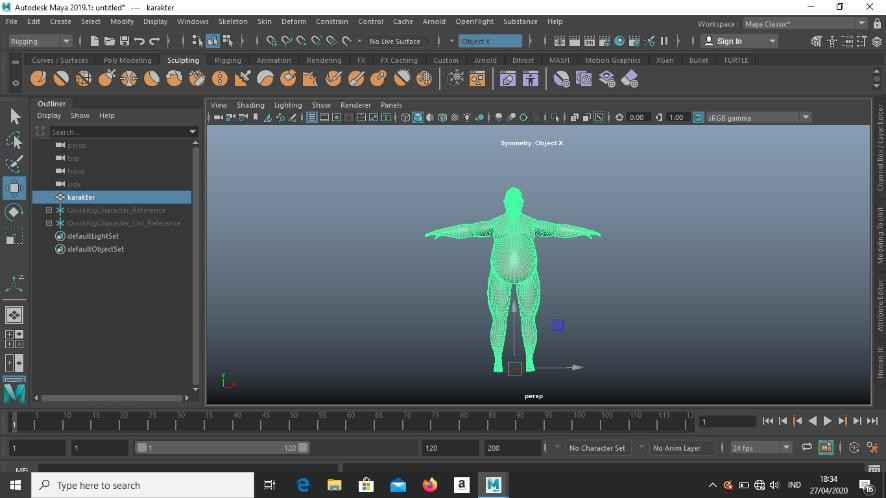 Autodesk Maya 2019.1: untitled* --- karakter
File Edit Create Select Modify Display Windows Skeleton Skin Deform Constrain Control Cache Arnold OpenFlight Substance Help Workspace : Maya Classic*
Rigging No Live Surface Object X Sign In
Curves / Surfaces Poly Modeling Sculpting Rigging Animation Rendering FX FX Caching Custom Arnold Bifrost MASH Motion Graphics XGen Bullet TURTLE
Outliner
Display Show Help
Search...
persp
top
front
side
karakter
QuickRigCharacter_Reference
QuickRigCharacter_Ctrl_Reference
defaultLightSet
defaultObjectSet
View Shading Lighting Show Renderer Panels
0.00 1.00 sRGB gamma
Symmetry: Object X
y
x
persp
Channel Box / Layer Editor
Modeling Toolkit
Attribute Editor
Human IK
1 5 10 15 20 25 30 35 40 45 50 55 60 65 70 75 80 85 90 95 100 105 110 115 12 1
1 1 1 120 120 200 No Character Set No Anim Layer 24 fps
MEL
Type here to search
a
IND
18:34
27/04/2020
16